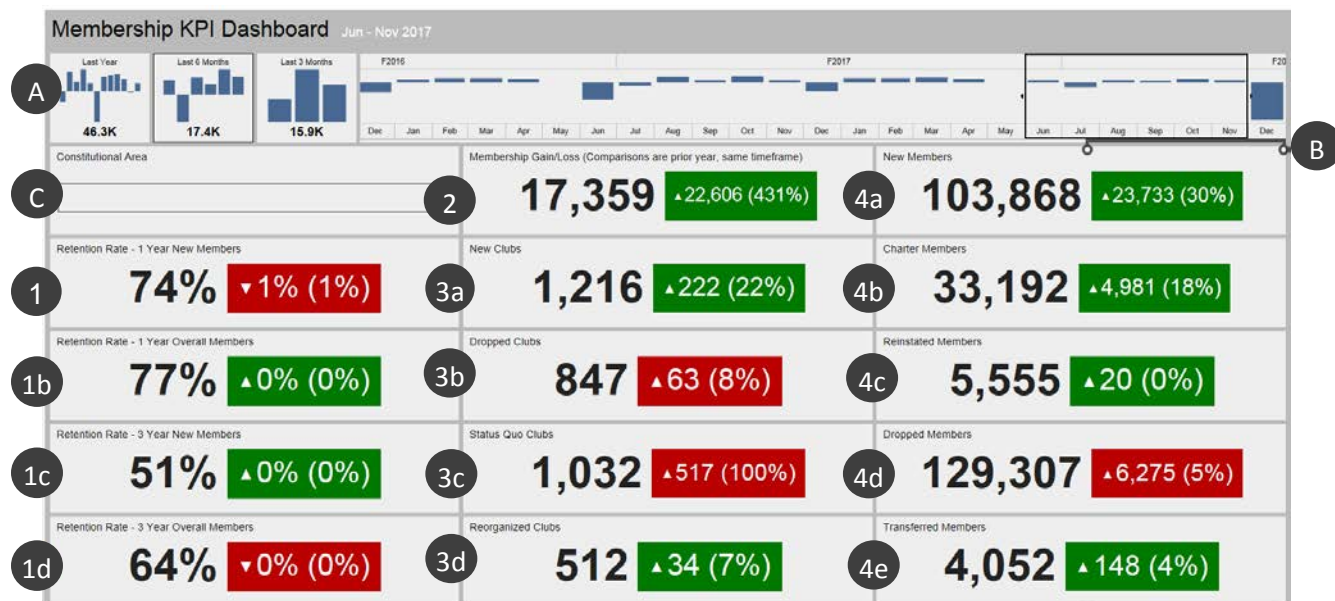 Membership KPI Dashboard Jun - Nov 2017
A
Last Year
46.3K
Last 6 Months
17.4K
Last 3 Months
15.9K
F2016 F2017 F20
Dec Jan Feb Mar Apr May Jun Jul Aug Sep Oct Nov Dec Jan Feb Mar Apr May Jun Jul Aug Sep Oct Nov Dec
B
C
Constitutional Area
2
Membership Gain/Loss (Comparisons are prior year, same timeframe)
17,359 ▲22,606 (431%)
4a
New Members
103,868 ▲23,733 (30%)
1
Retention Rate - 1 Year New Members
74% ▼1% (1%)
3a
New Clubs
1,216 ▲222 (22%)
4b
Charter Members
33,192 ▲4,981 (18%)
1b
Retention Rate - 1 Year Overall Members
77% ▲0% (0%)
3b
Dropped Clubs
847 ▲63 (8%)
4c
Reinstated Members
5,555 ▲20 (0%)
1c
Retention Rate - 3 Year New Members
51% ▲0% (0%)
3c
Status Quo Clubs
1,032 ▲517 (100%)
4d
Dropped Members
129,307 ▲6,275 (5%)
1d
Retention Rate - 3 Year Overall Members
64% ▼0% (0%)
3d
Reorganized Clubs
512 ▲34 (7%)
4e
Transferred Members
4,052 ▲148 (4%)